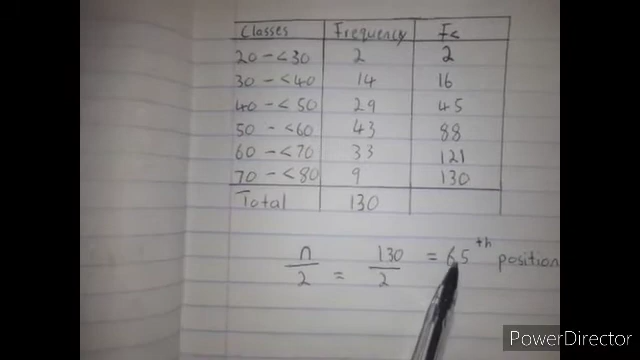 Classes Frequency F<
20 - <30 2 2
30 - <40 14 16
40 - <50 29 45
50 - <60 43 88
60 - <70 33 121
70 - <80 9 130
Total 130
n/2 = 130/2 = 65th position
PowerDirector